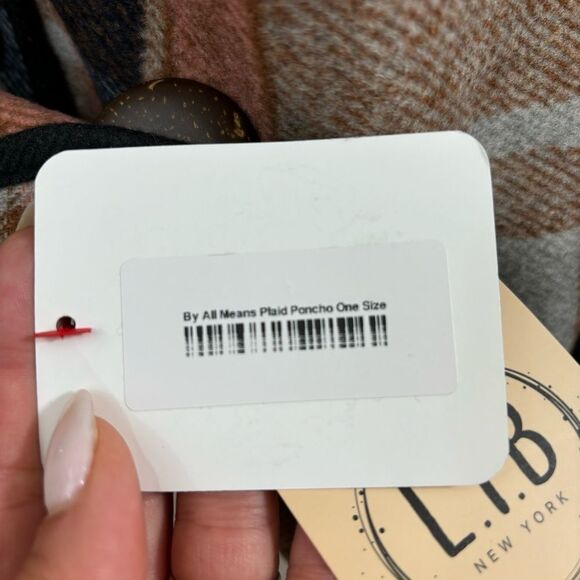 By All Means Plaid Poncho One Size
L.I.B
NEW YORK